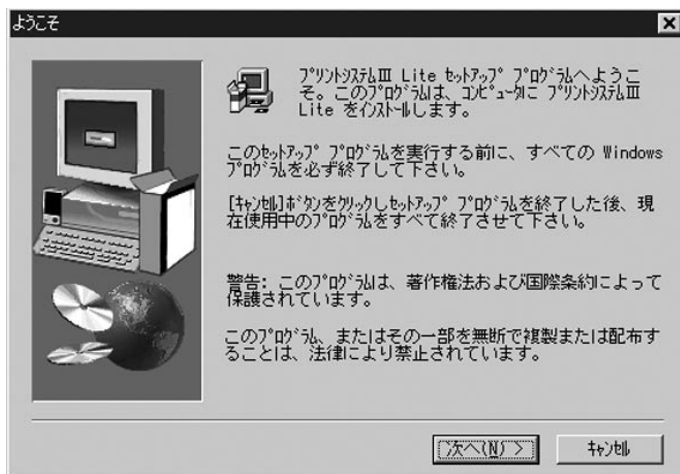 ようこそ
ﾌﾟﾘﾝﾄｼｽﾃﾑⅢ Lite ｾｯﾄｱｯﾌﾟ ﾌﾟﾛｸﾞﾗﾑへようこ
そ。このﾌﾟﾛｸﾞﾗﾑは、ｺﾝﾋﾟｭｰﾀに ﾌﾟﾘﾝﾄｼｽﾃﾑⅢ
Lite をｲﾝｽﾄｰﾙします。
このｾｯﾄｱｯﾌﾟ ﾌﾟﾛｸﾞﾗﾑを実行する前に、すべての Windows
ﾌﾟﾛｸﾞﾗﾑを必ず終了して下さい。
[ｷｬﾝｾﾙ]ﾎﾞﾀﾝをｸﾘｯｸしｾｯﾄｱｯﾌﾟ ﾌﾟﾛｸﾞﾗﾑを終了した後、現
在使用中のﾌﾟﾛｸﾞﾗﾑをすべて終了させて下さい。
警告: このﾌﾟﾛｸﾞﾗﾑは、著作権法および国際条約によって
保護されています。
このﾌﾟﾛｸﾞﾗﾑ、またはその一部を無断で複製または配布す
ることは、法律により禁止されています。
次へ(N) >
ｷｬﾝｾﾙ